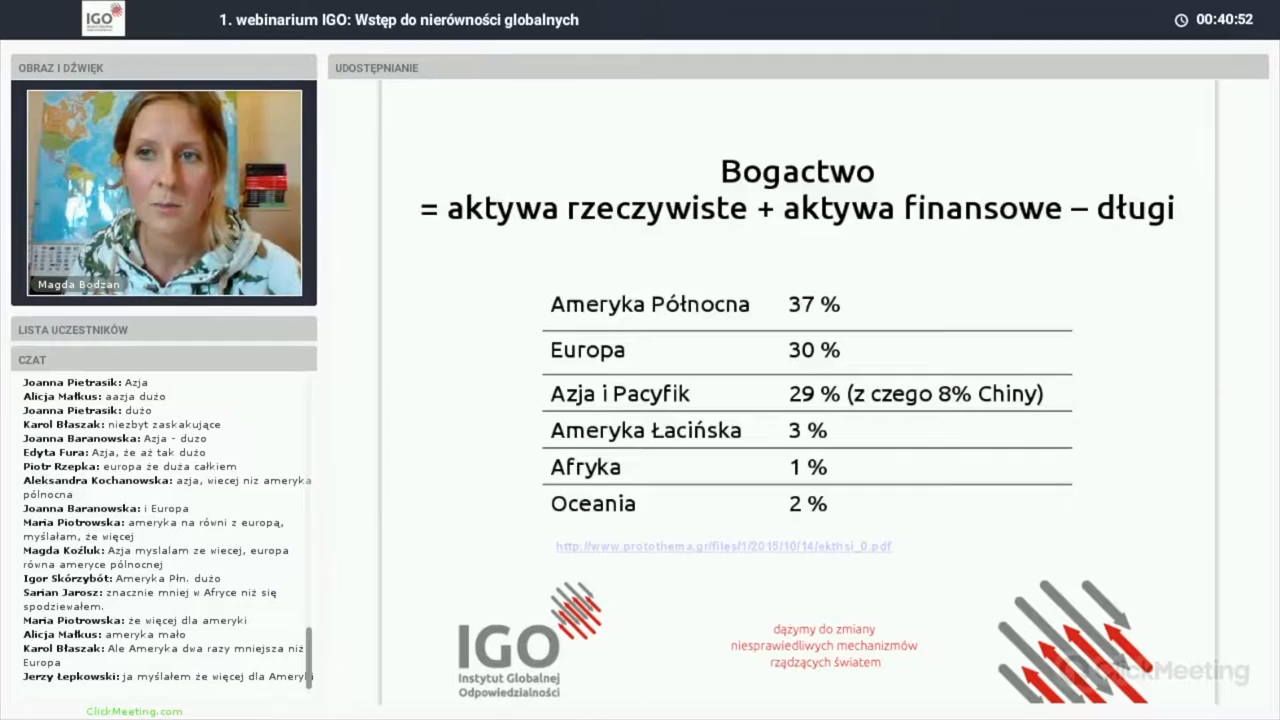 IGO
1. webinarium IGO: Wstęp do nierówności globalnych
00:40:52
OBRAZ I DŹWIĘK
Magda Bodzan
LISTA UCZESTNIKÓW
CZAT
Joanna Pietrasik: Azja
Alicja Małkus: aazja dużo
Joanna Pietrasik: dużo
Karol Błaszak: niezbyt zaskakujące
Joanna Baranowska: Azja - duzo
Edyta Fura: Azja, że aż tak dużo
Piotr Rzepka: europa że duża całkiem
Aleksandra Kochanowska: azja, wiecej niz ameryka
pólnocna
Joanna Baranowska: i Europa
Maria Piotrowska: ameryka na równi z europą,
myślałam, że więcej
Magda Koźluk: Azja myslalam ze wiecej, europa
równa ameryce pólnocnej
Igor Skórzybót: Ameryka Płn. dużo
Sarian Jarosz: znacznie mniej w Afryce niż się
spodziewałem.
Maria Piotrowska: że więcej dla ameryki
Alicja Małkus: ameryka mało
Karol Błaszak: Ale Ameryka dwa razy mniejsza niż
Europa
Jerzy Łepkowski: ja myślałem że więcej dla Ameryki
ClickMeeting.com
UDOSTĘPNIANIE
Bogactwo
= aktywa rzeczywiste + aktywa finansowe – długi
Ameryka Północna 37 %
Europa 30 %
Azja i Pacyfik 29 % (z czego 8% Chiny)
Ameryka Łacińska 3 %
Afryka 1 %
Oceania 2 %
http://www.protothema.gr/files/1/2015/10/14/ekthsi_0.pdf
IGO
Instytut Globalnej
Odpowiedzialności
dążymy do zmiany
niesprawiedliwych mechanizmów
rządzących światem
ClickMeeting